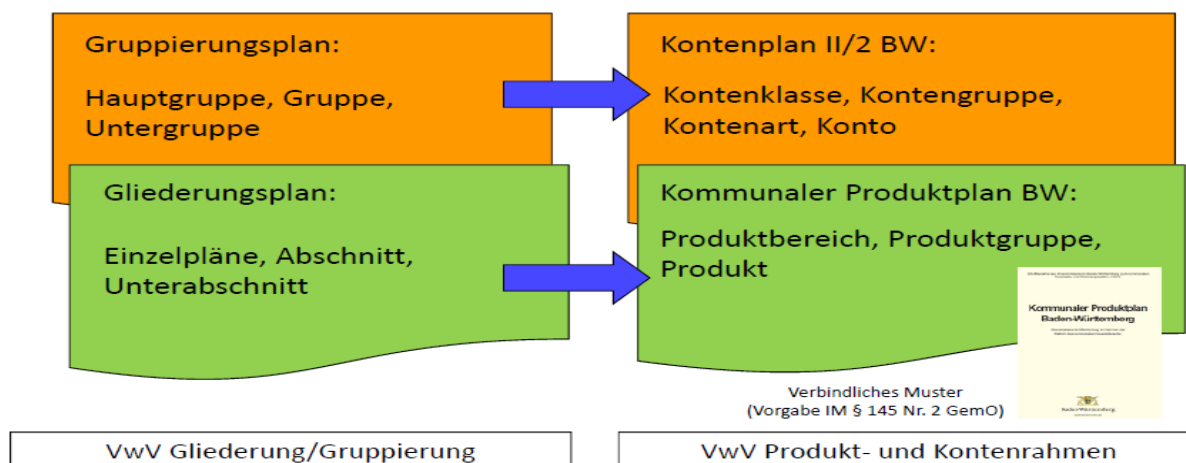 Gruppierungsplan:
Hauptgruppe, Gruppe,
Untergruppe
Kontenplan II/2 BW:
Kontenklasse, Kontengruppe,
Kontenart, Konto
Gliederungsplan:
Einzelpläne, Abschnitt,
Unterabschnitt
Kommunaler Produktplan BW:
Produktbereich, Produktgruppe,
Produkt
Kommunaler Produktplan
Baden-Württemberg
Baden-Württemberg
Verbindliches Muster
(Vorgabe IM § 145 Nr. 2 GemO)
VwV Gliederung/Gruppierung
VwV Produkt- und Kontenrahmen